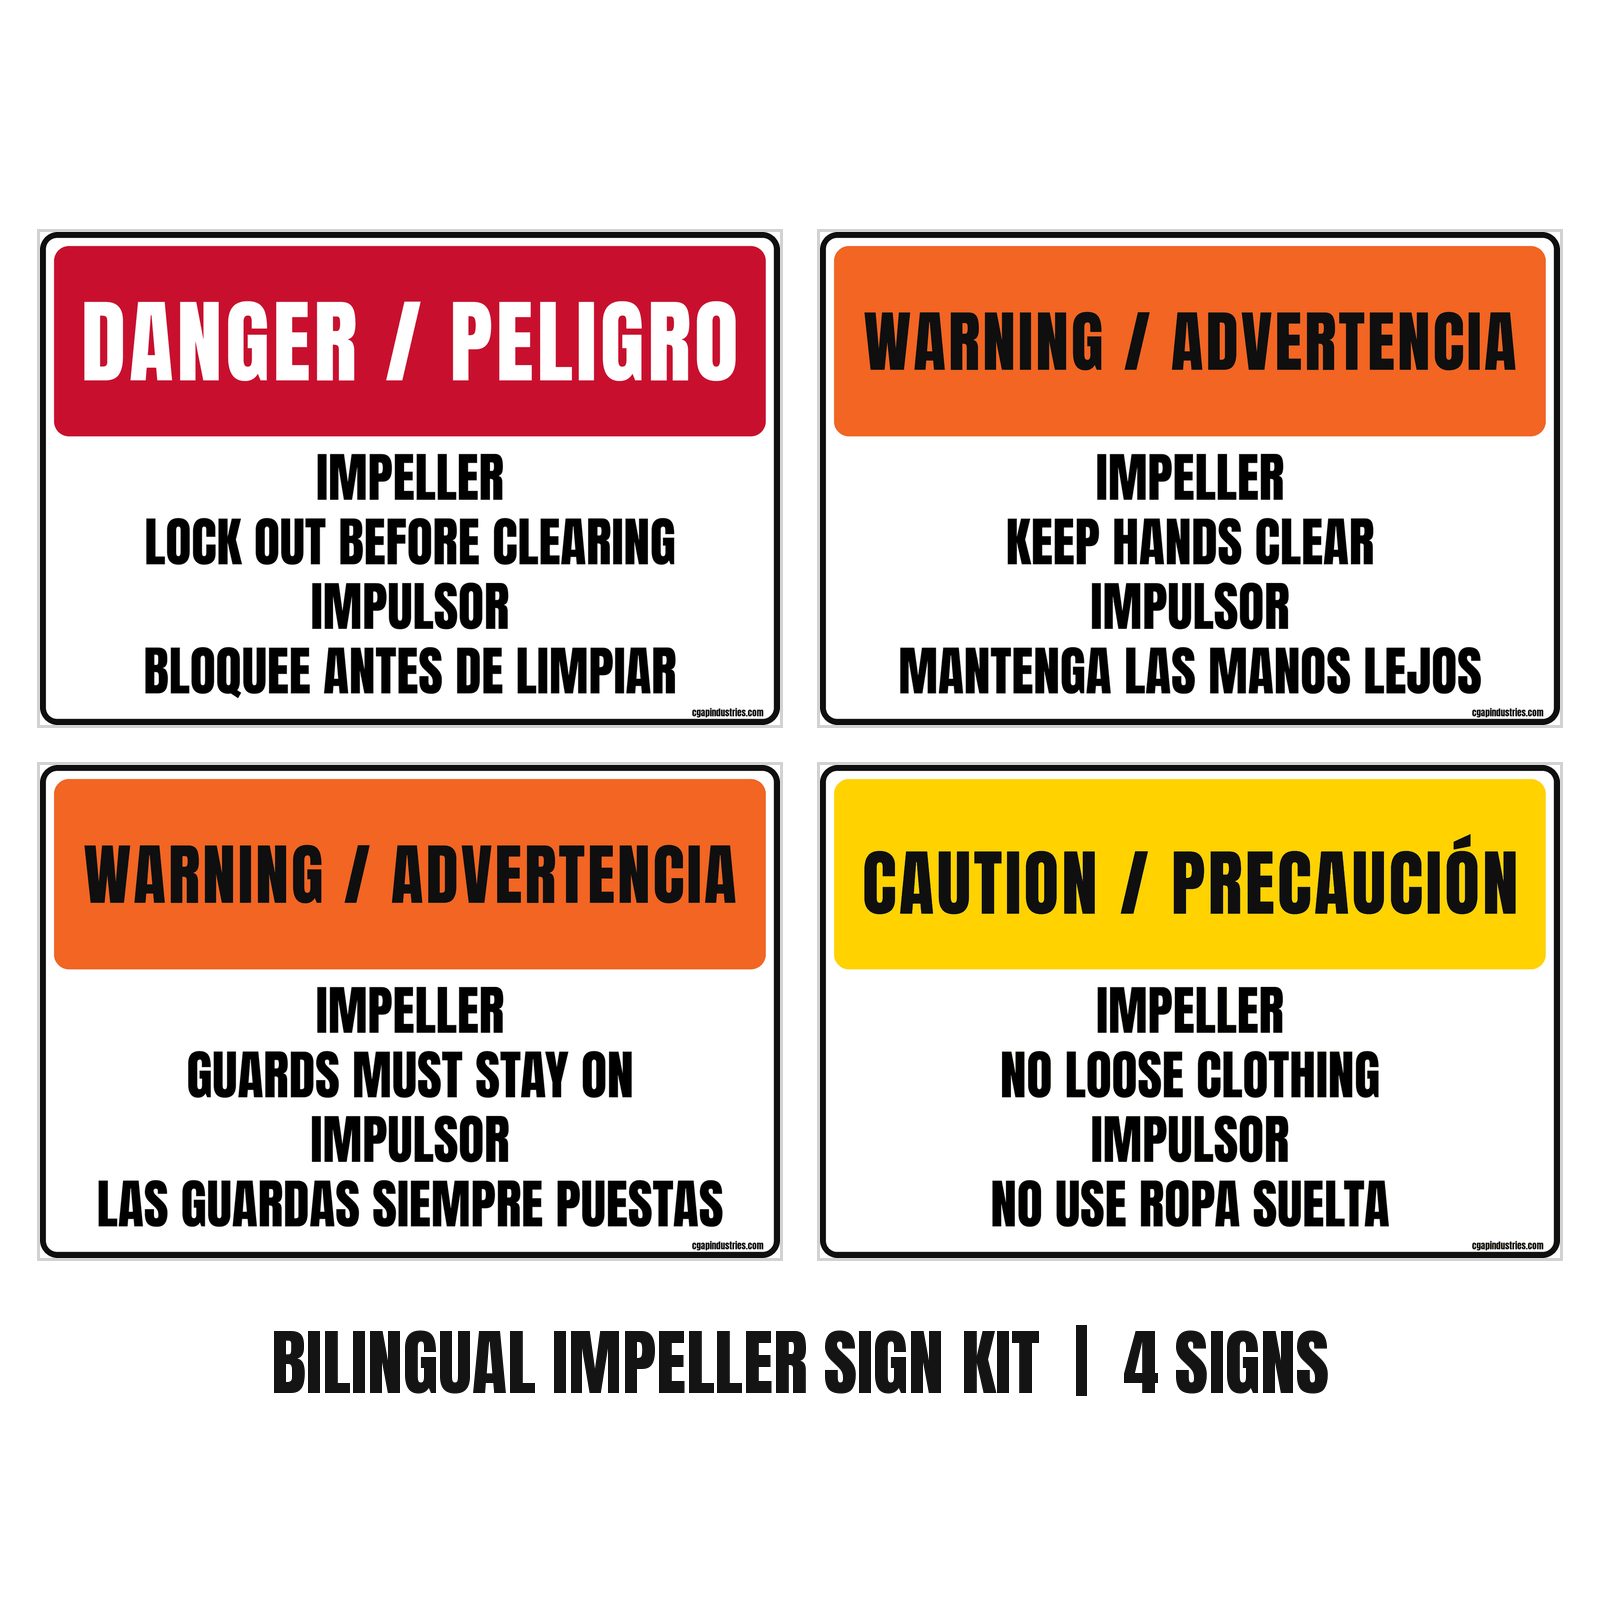 DANGER / PELIGRO
IMPELLER
LOCK OUT BEFORE CLEARING
IMPULSOR
BLOQUEE ANTES DE LIMPIAR
cgapindustries.com
WARNING / ADVERTENCIA
IMPELLER
KEEP HANDS CLEAR
IMPULSOR
MANTENGA LAS MANOS LEJOS
cgapindustries.com
WARNING / ADVERTENCIA
IMPELLER
GUARDS MUST STAY ON
IMPULSOR
LAS GUARDAS SIEMPRE PUESTAS
cgapindustries.com
CAUTION / PRECAUCIÓN
IMPELLER
NO LOOSE CLOTHING
IMPULSOR
NO USE ROPA SUELTA
cgapindustries.com
BILINGUAL IMPELLER SIGN KIT | 4 SIGNS